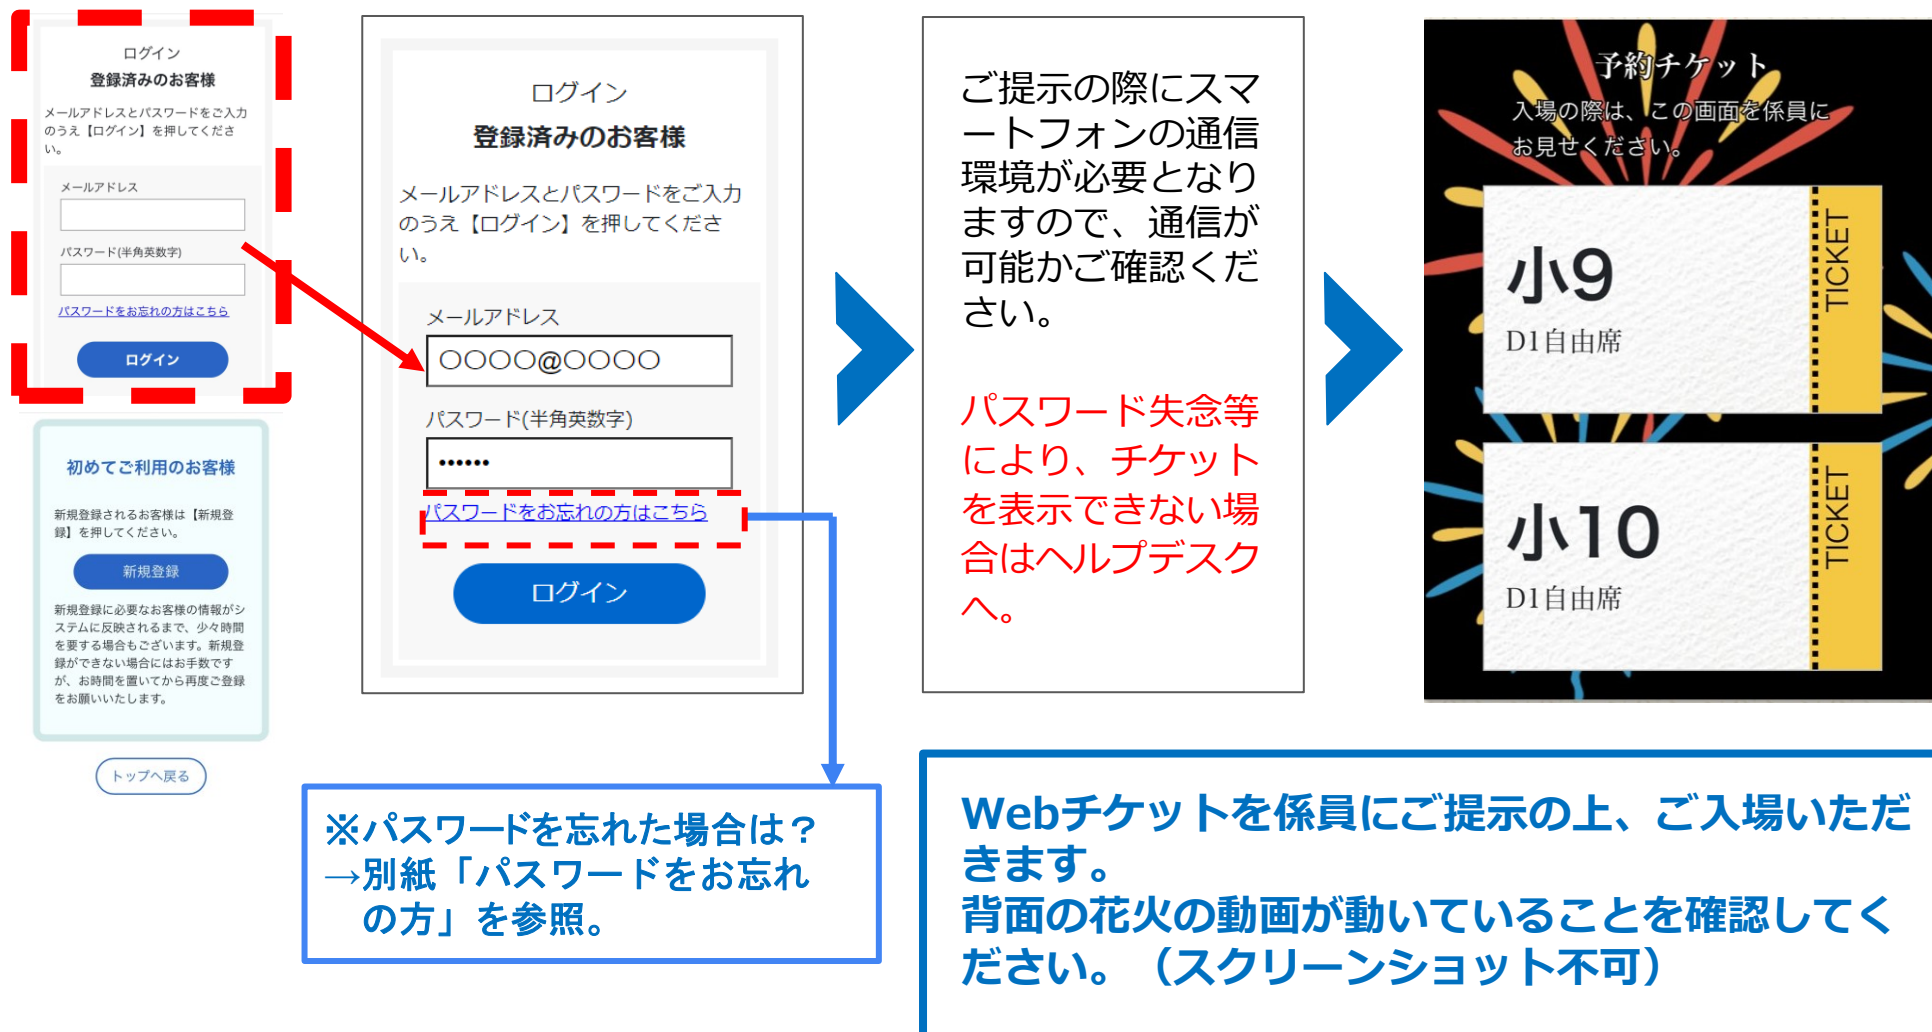 ログイン
登録済みのお客様
メールアドレスとパスワードをご入力
のうえ【ログイン】を押してくださ
い。
メールアドレス
パスワード(半角英数字)
パスワードをお忘れの方はこちら
ログイン
初めてご利用のお客様
新規登録されるお客様は【新規登
録】を押してください。
新規登録
新規登録に必要なお客様の情報がシ
ステムに反映されるまで、少々時間
を要する場合もございます。新規登
録ができない場合にはお手数です
が、お時間を置いてから再度ご登録
をお願いいたします。
トップへ戻る
ログイン
登録済みのお客様
メールアドレスとパスワードをご入力
のうえ【ログイン】を押してくださ
い。
メールアドレス
〇〇〇〇@〇〇〇〇
パスワード(半角英数字)
••••••
パスワードをお忘れの方はこちら
ログイン
※パスワードを忘れた場合は？
→別紙「パスワードをお忘れ
の方」を参照。
ご提示の際にスマ
ートフォンの通信
環境が必要となり
ますので、通信が
可能かご確認くだ
さい。
パスワード失念等
により、チケット
を表示できない場
合はヘルプデスク
へ。
予約チケット
入場の際は、この画面を係員に
お見せください。
小9
D1自由席
TICKET
小10
D1自由席
TICKET
Webチケットを係員にご提示の上、ご入場いただ
きます。
背面の花火の動画が動いていることを確認してく
ださい。（スクリーンショット不可）